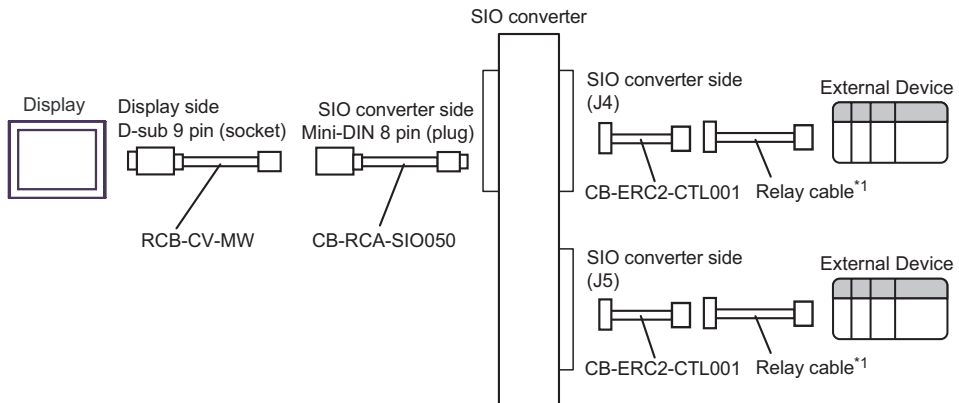 SIO converter
Display
Display side
D-sub 9 pin (socket)
SIO converter side
Mini-DIN 8 pin (plug)
RCB-CV-MW
CB-RCA-SIO050
SIO converter side
(J4)
External Device
CB-ERC2-CTL001
Relay cable*1
SIO converter side
(J5)
External Device
CB-ERC2-CTL001
Relay cable*1